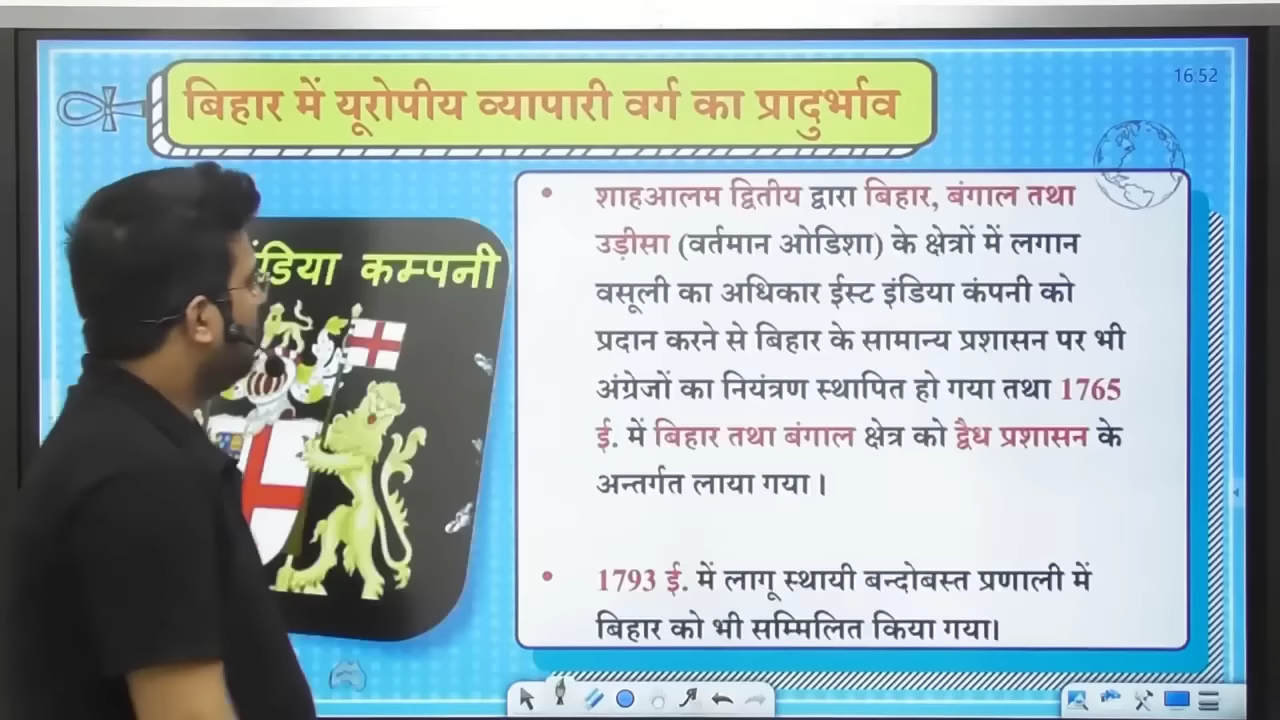 बिहार में यूरोपीय व्यापारी वर्ग का प्रादुर्भाव
16:52
डिया कम्पनी
• शाहआलम द्वितीय द्वारा बिहार, बंगाल तथा
उड़ीसा (वर्तमान ओडिशा) के क्षेत्रों में लगान
वसूली का अधिकार ईस्ट इंडिया कंपनी को
प्रदान करने से बिहार के सामान्य प्रशासन पर भी
अंग्रेजों का नियंत्रण स्थापित हो गया तथा 1765
ई. में बिहार तथा बंगाल क्षेत्र को द्वैध प्रशासन के
अन्तर्गत लाया गया।
• 1793 ई. में लागू स्थायी बन्दोबस्त प्रणाली में
बिहार को भी सम्मिलित किया गया।